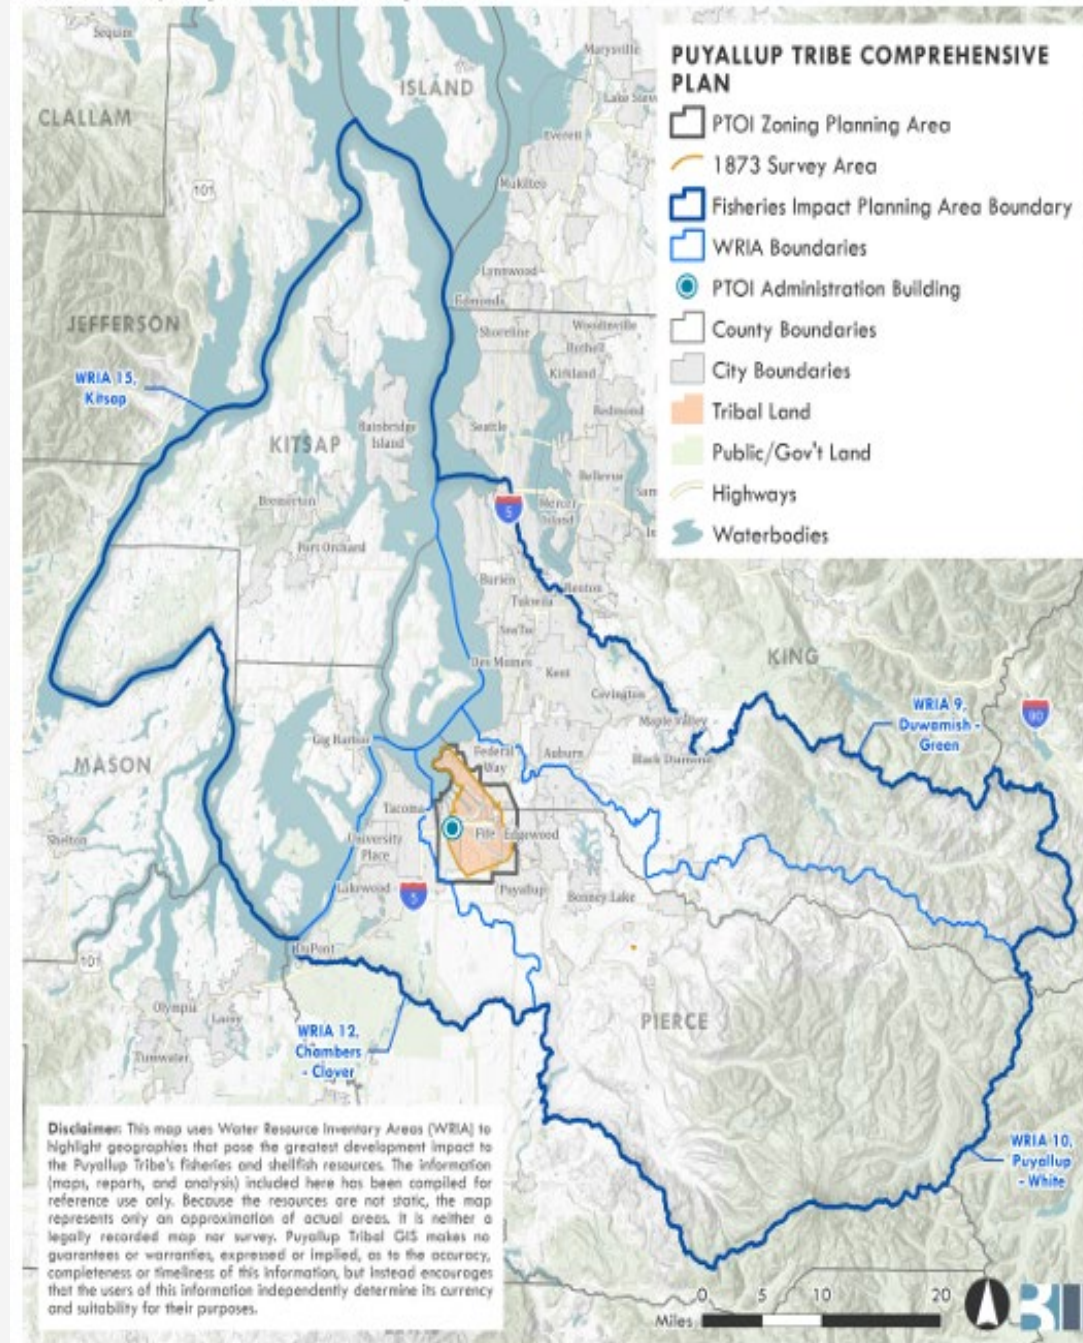 Sequim
ISLAND
Marysville
Lake Stev
CLALLAM
Everett
101
Mukilteo
PUYALLUP TRIBE COMPREHENSIVE
PLAN
PTOI Zoning Planning Area
1873 Survey Area
Fisheries Impact Planning Area Boundary
WRIA Boundaries
PTOI Administration Building
County Boundaries
City Boundaries
Tribal Land
Public/Gov't Land
Highways
Waterbodies
Lynnwood
Edmonds
JEFFERSON
Shoreline
Woodinville
Bothell
Kirkland
WRIA 15,
Kitsap
Redmond
KITSAP
Bainbridge
Island
Seattle
Bellevue
Sam
Bremerton
5
Mercer
Island
Is
Port Orchard
Burien
Renton
Tukwila
SeaTac
KING
Des Moines
Kent
Covington
Maple Valley
WRIA 9,
Duwamish -
Green
90
Gig Harbor
MASON
Federal
Way
Auburn
Black Diamond
Tacoma
Shelton
University
Place
Fife
Edgewood
Lakewood
5
Puyallup
Bonney Lake
DuPont
101
Olympia
Lacey
Tumwater
PIERCE
WRIA 12,
Chambers
- Clover
WRIA 10,
Puyallup
- White
Disclaimer: This map uses Water Resource Inventory Areas (WRIA) to
highlight geographies that pose the greatest development impact to
the Puyallup Tribe's fisheries and shellfish resources. The information
(maps, reports, and analysis) included here has been compiled for
reference use only. Because the resources are not static, the map
represents only an approximation of actual areas. It is neither a
legally recorded map nor survey. Puyallup Tribal GIS makes no
guarantees or warranties, expressed or implied, as to the accuracy,
completeness or timeliness of this information, but instead encourages
that the users of this information independently determine its currency
and suitability for their purposes.
0 5 10 20
Miles